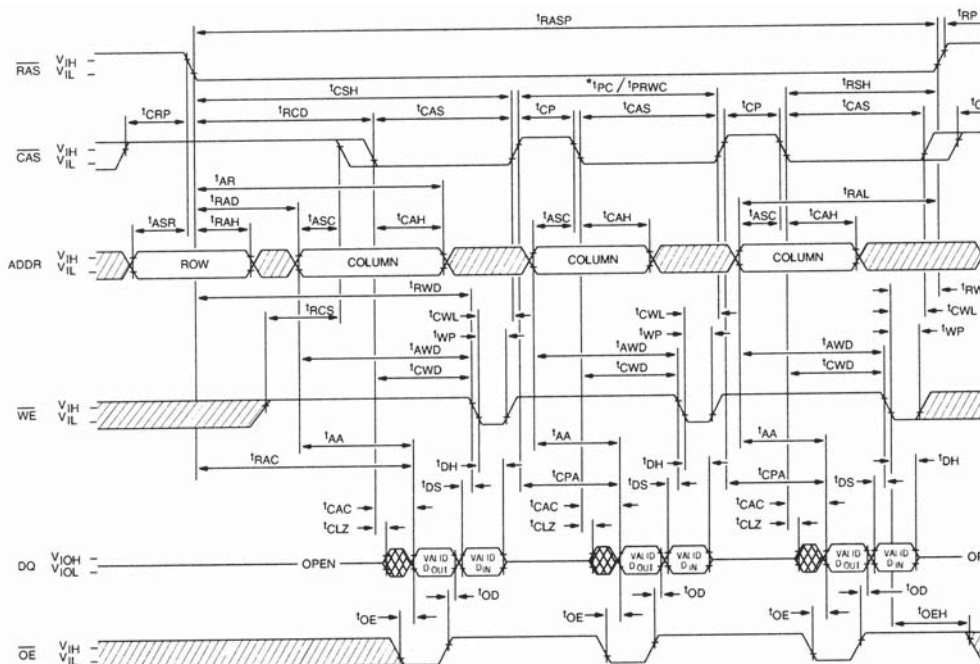 tRASP tRP
RAS VIH VIL
tCSH *tPC / tPRWC tRSH
tCRP tRCD tCAS tCP tCAS tCP tCAS
CAS VIH VIL
tAR
tRAD tRAL
tASR tRAH tASC tCAH tASC tCAH tASC tCAH
ADDR VIH VIL ROW COLUMN COLUMN COLUMN
tRWD
tRCS tCWL tCWL tCWL
tWP tWP tWP
tAWD tAWD tAWD
tCWD tCWD tCWD
WE VIH VIL
tAA tAA tAA
tRAC tDH tDH tDH
tDS tCPA tDS tCPA tDS
tCAC tCAC tCAC
tCLZ tCLZ tCLZ
DQ VIOH VIOL OPEN VALID DOUT VALID DIN VALID DOUT VALID DIN VALID DOUT VALID DIN
tOD tOD tOD
tOE tOE tOE tOEH
OE VIH VIL